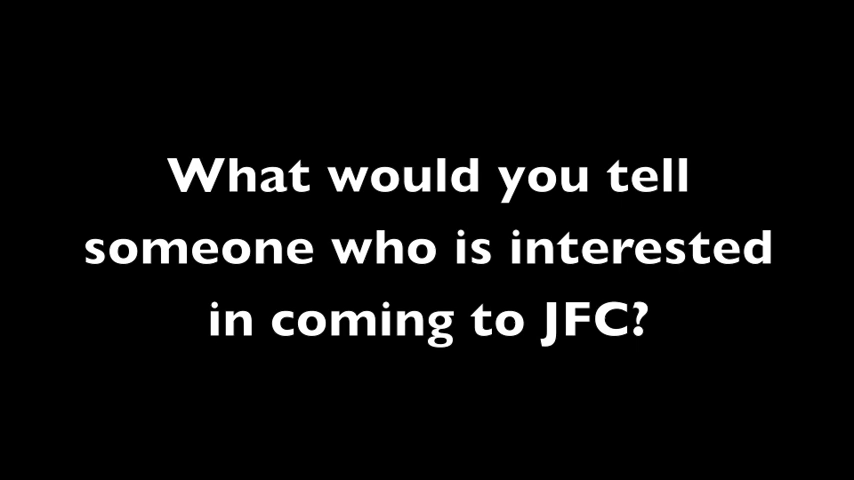 What would you tell
someone who is interested
in coming to JFC?